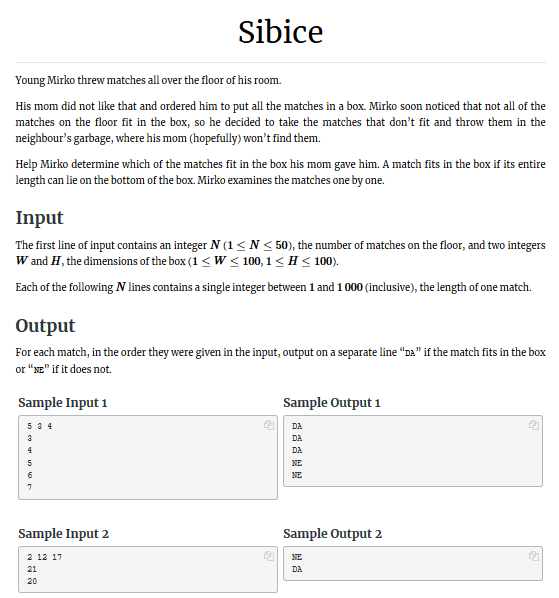 Sibice
Young Mirko threw matches all over the floor of his room.
His mom did not like that and ordered him to put all the matches in a box. Mirko soon noticed that not all of the
matches on the floor fit in the box, so he decided to take the matches that don't fit and throw them in the
neighbour's garbage, where his mom (hopefully) won't find them.
Help Mirko determine which of the matches fit in the box his mom gave him. A match fits in the box if its entire
length can lie on the bottom of the box. Mirko examines the matches one by one.
Input
The first line of input contains an integer N (1 ≤ N ≤ 50), the number of matches on the floor, and two integers
W and H, the dimensions of the box (1 ≤ W ≤ 100, 1 ≤ H ≤ 100).
Each of the following N lines contains a single integer between 1 and 1 000 (inclusive), the length of one match.
Output
For each match, in the order they were given in the input, output on a separate line “DA” if the match fits in the box
or “NE” if it does not.
Sample Input 1
5 3 4
3
4
5
6
7
Sample Output 1
DA
DA
DA
NE
NE
Sample Input 2
2 12 17
21
20
Sample Output 2
NE
DA